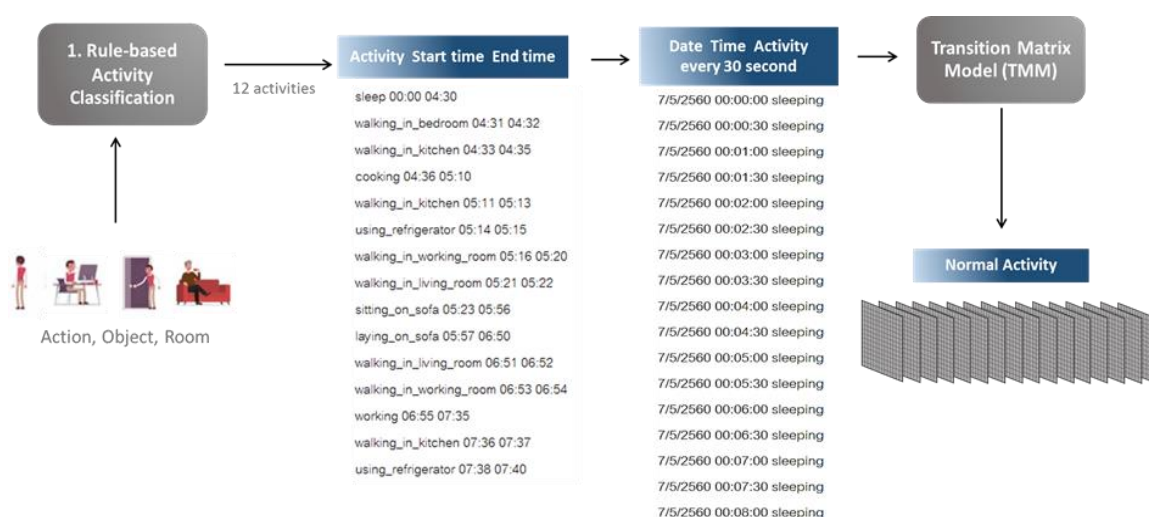 1. Rule-based
Activity
Classification
12 activities
Action, Object, Room
Activity Start time End time
sleep 00:00 04:30
walking_in_bedroom 04:31 04:32
walking_in_kitchen 04:33 04:35
cooking 04:36 05:10
walking_in_kitchen 05:11 05:13
using_refrigerator 05:14 05:15
walking_in_working_room 05:16 05:20
walking_in_living_room 05:21 05:22
sitting_on_sofa 05:23 05:56
laying_on_sofa 05:57 06:50
walking_in_living_room 06:51 06:52
walking_in_working_room 06:53 06:54
working 06:55 07:35
walking_in_kitchen 07:36 07:37
using_refrigerator 07:38 07:40
Date Time Activity
every 30 second
7/5/2560 00:00:00 sleeping
7/5/2560 00:00:30 sleeping
7/5/2560 00:01:00 sleeping
7/5/2560 00:01:30 sleeping
7/5/2560 00:02:00 sleeping
7/5/2560 00:02:30 sleeping
7/5/2560 00:03:00 sleeping
7/5/2560 00:03:30 sleeping
7/5/2560 00:04:00 sleeping
7/5/2560 00:04:30 sleeping
7/5/2560 00:05:00 sleeping
7/5/2560 00:05:30 sleeping
7/5/2560 00:06:00 sleeping
7/5/2560 00:06:30 sleeping
7/5/2560 00:07:00 sleeping
7/5/2560 00:07:30 sleeping
7/5/2560 00:08:00 sleeping
Transition Matrix
Model (TMM)
Normal Activity